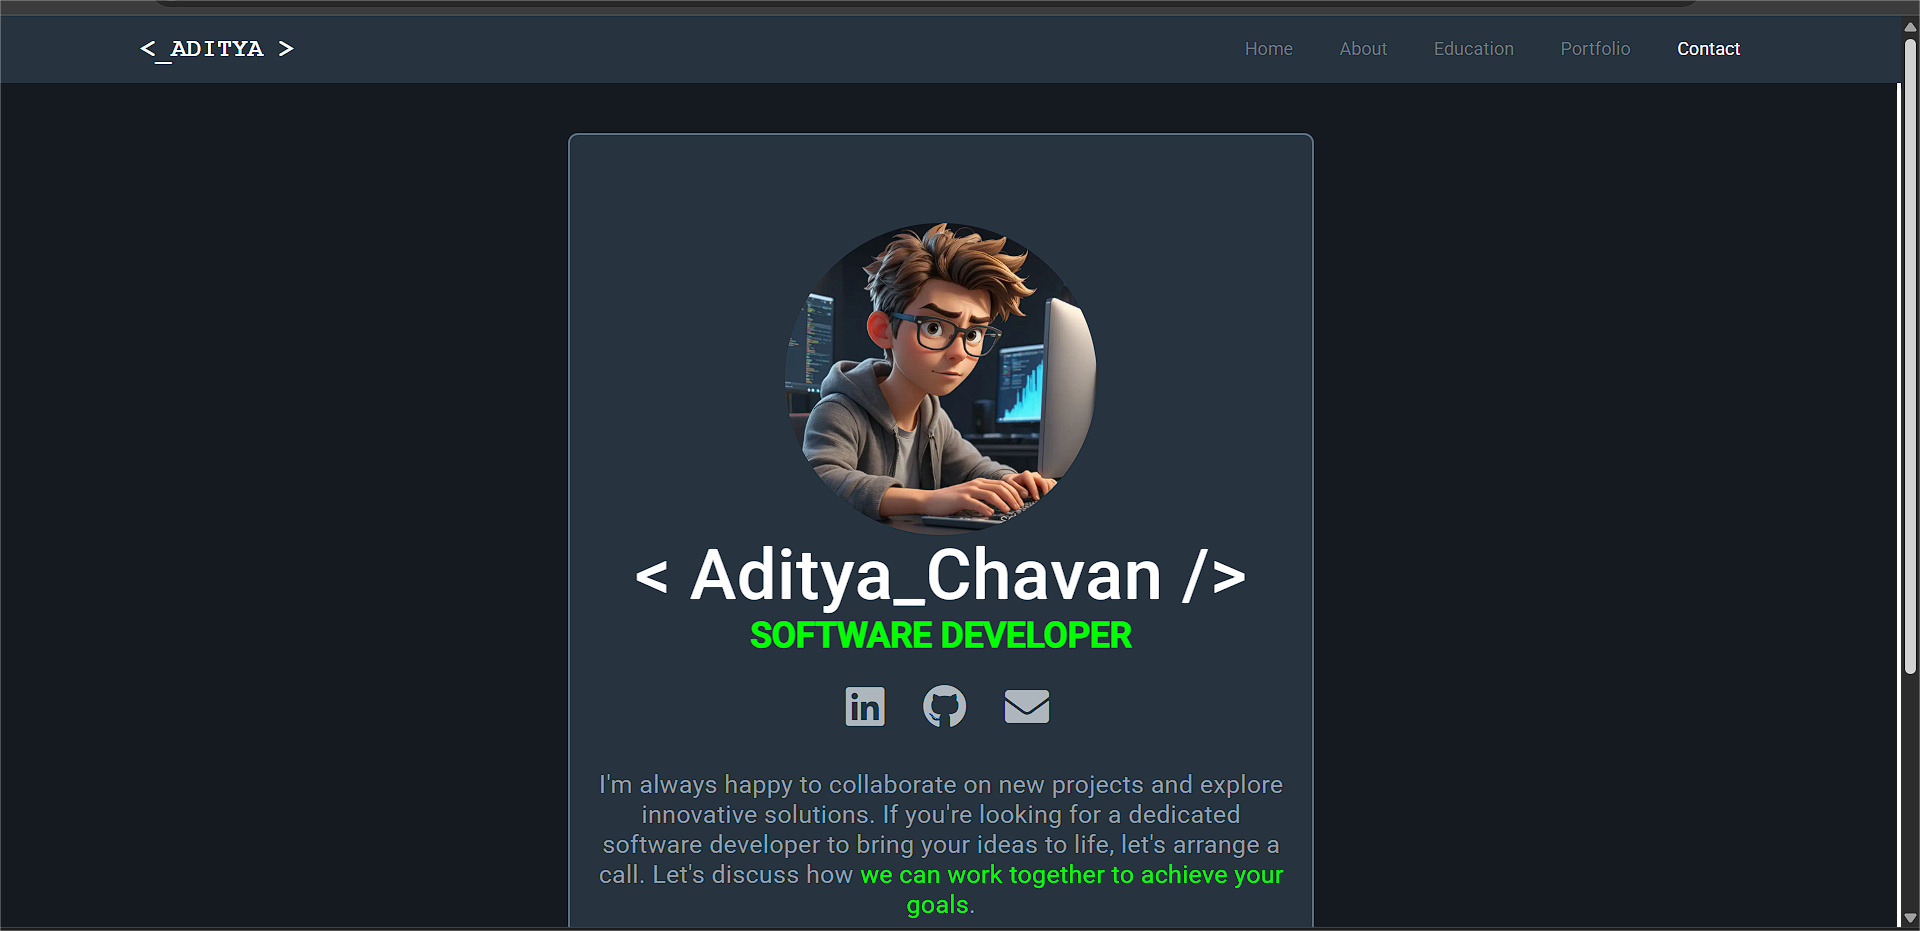 <_ADITYA >
Home About Education Portfolio Contact
< Aditya_Chavan />
SOFTWARE DEVELOPER
in
I'm always happy to collaborate on new projects and explore
innovative solutions. If you're looking for a dedicated
software developer to bring your ideas to life, let's arrange a
call. Let's discuss how we can work together to achieve your
goals.